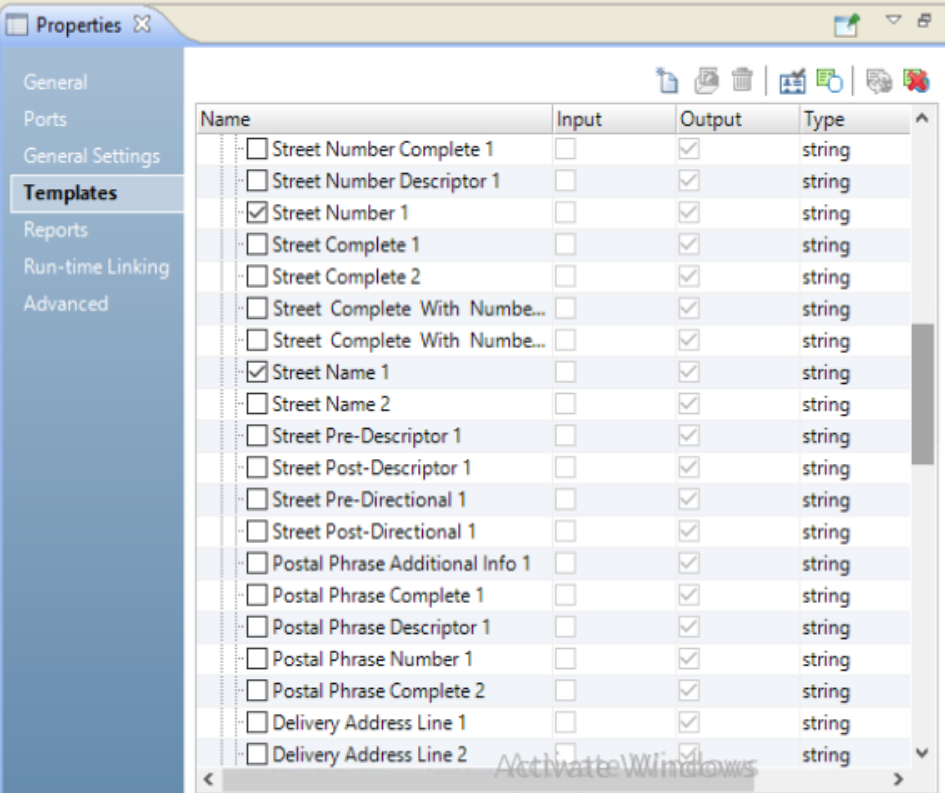 Properties
General
Ports
General Settings
Templates
Reports
Run-time Linking
Advanced
Name Input Output Type
Street Number Complete 1 string
Street Number Descriptor 1 string
Street Number 1 string
Street Complete 1 string
Street Complete 2 string
Street Complete With Numbe... string
Street Complete With Numbe... string
Street Name 1 string
Street Name 2 string
Street Pre-Descriptor 1 string
Street Post-Descriptor 1 string
Street Pre-Directional 1 string
Street Post-Directional 1 string
Postal Phrase Additional Info 1 string
Postal Phrase Complete 1 string
Postal Phrase Descriptor 1 string
Postal Phrase Number 1 string
Postal Phrase Complete 2 string
Delivery Address Line 1 string
Delivery Address Line 2 string
Activate Windows